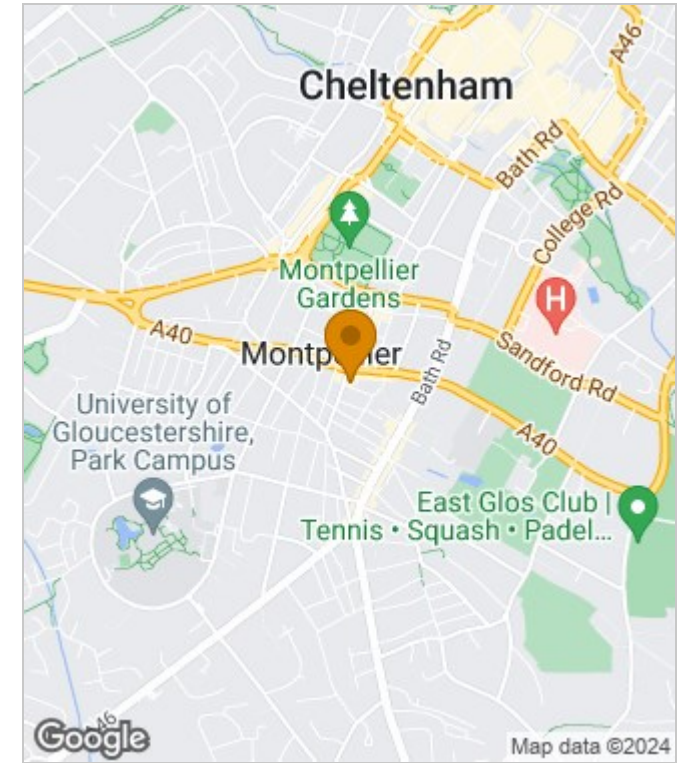 Cheltenham
A46
Bath Rd
College Rd
Montpellier
Gardens
A40
Sandford Rd
Bath Rd
University of
Gloucestershire,
Park Campus
A40
East Glos Club |
Tennis • Squash • Padel...
H
A46
Google
Map data ©2024